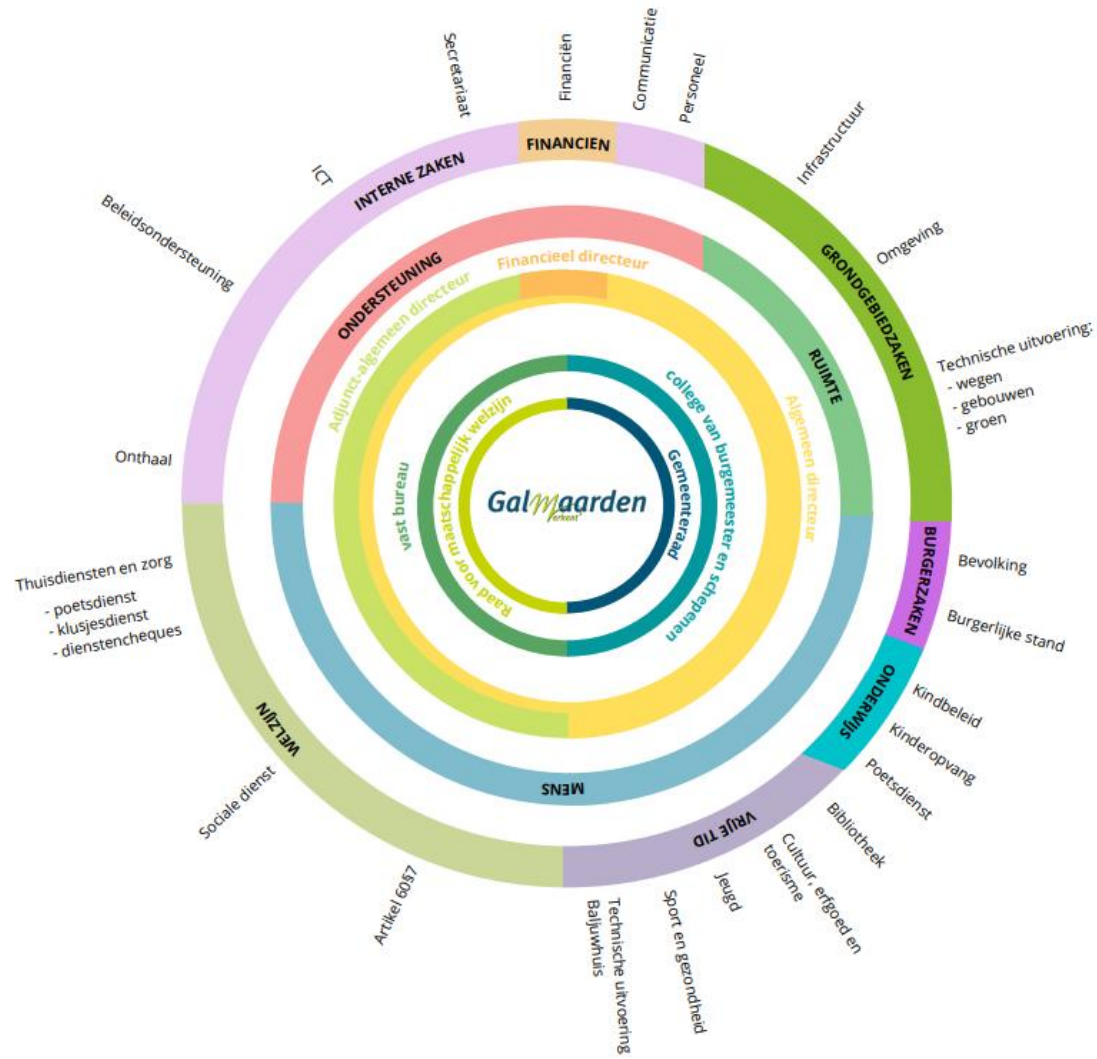 Secretariaat
Financiën
Communicatie
Personeel
Infrastructuur
Omgeving
Technische uitvoering:
- wegen
- gebouwen
- groen
Bevolking
Burgerlijke stand
Kindbeleid
Kinderopvang
Poetsdienst
Bibliotheek
Cultuur, erfgoed en
toerisme
Jeugd
Sport en gezondheid
Technische uitvoering
Baljuwhuis
Artikel 60§7
Sociale dienst
Thuisdiensten en zorg
- poetsdienst
- klusjesdienst
- dienstencheques
Onthaal
Beleidsondersteuning
ICT
INTERNE ZAKEN
FINANCIEN
GRONDGEBIEDZAKEN
BURGERZAKEN
ONDERWIJS
VRIJE TID
WELZIJN
ONDERSTEUNING
RUIMTE
MENS
Adjunct-algemeen directeur
Financieel directeur
Algemeen directeur
vast bureau
college van burgemeester en schepenen
Raad voor maatschappelijk welzijn
Gemeenteraad
Galmaarden